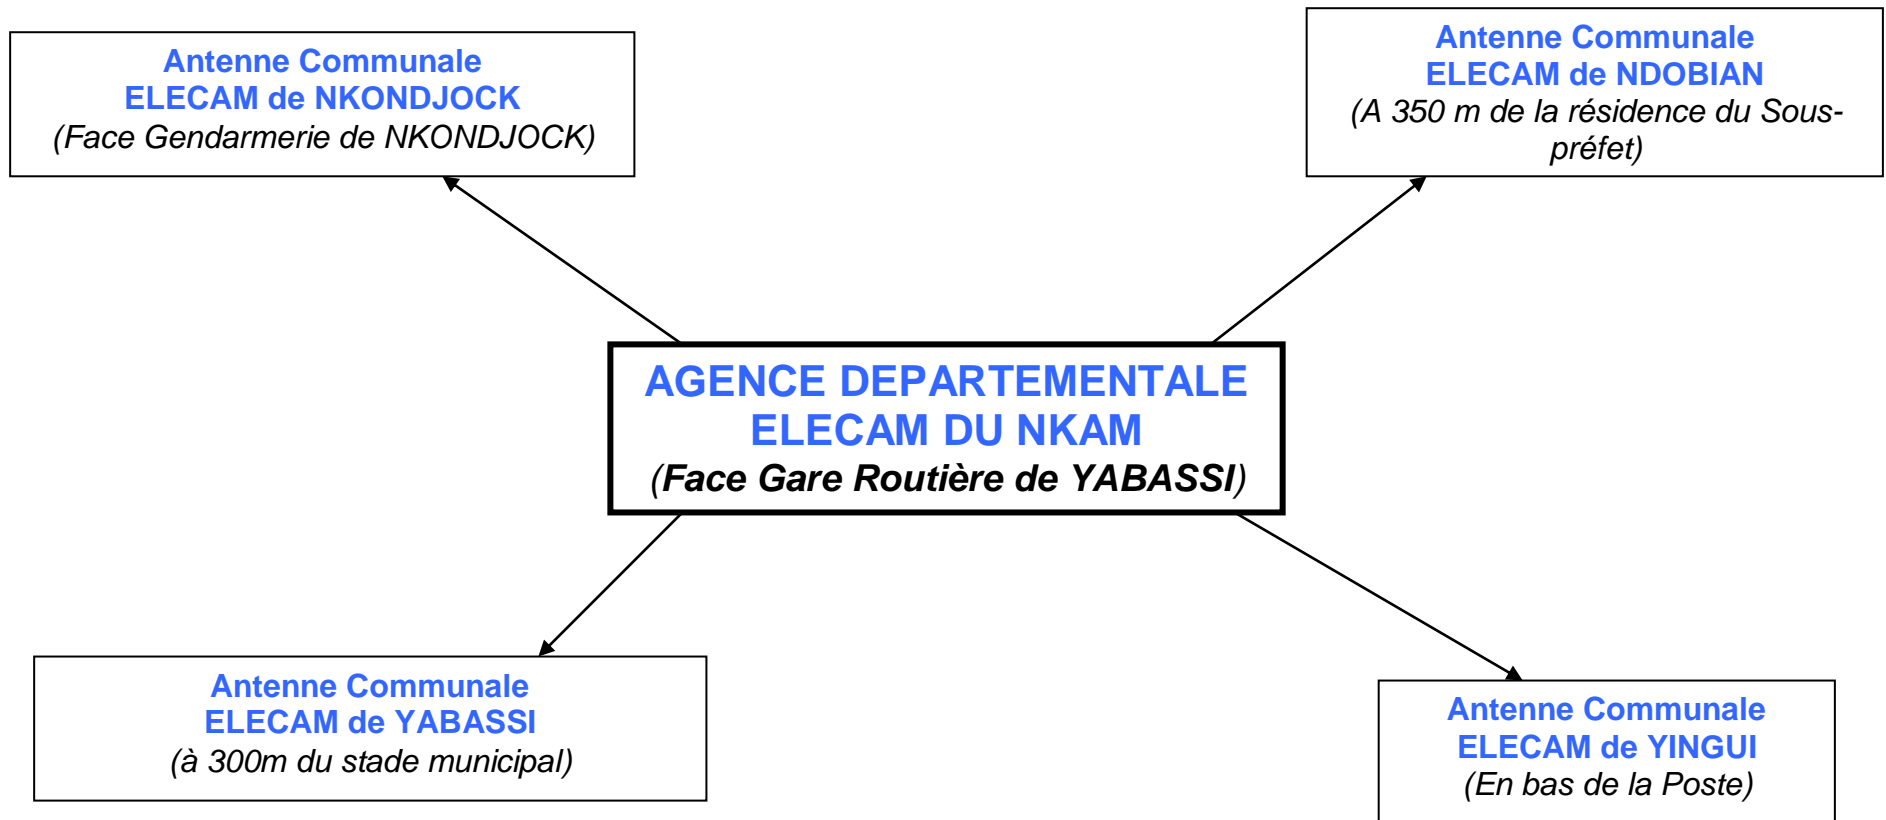 Antenne Communale
ELECAM de NKONDJOCK
(Face Gendarmerie de NKONDJOCK)
Antenne Communale
ELECAM de NDOBIAN
(A 350 m de la résidence du Sous-
préfet)
AGENCE DEPARTEMENTALE
ELECAM DU NKAM
(Face Gare Routière de YABASSI)
Antenne Communale
ELECAM de YABASSI
(à 300m du stade municipal)
Antenne Communale
ELECAM de YINGUI
(En bas de la Poste)